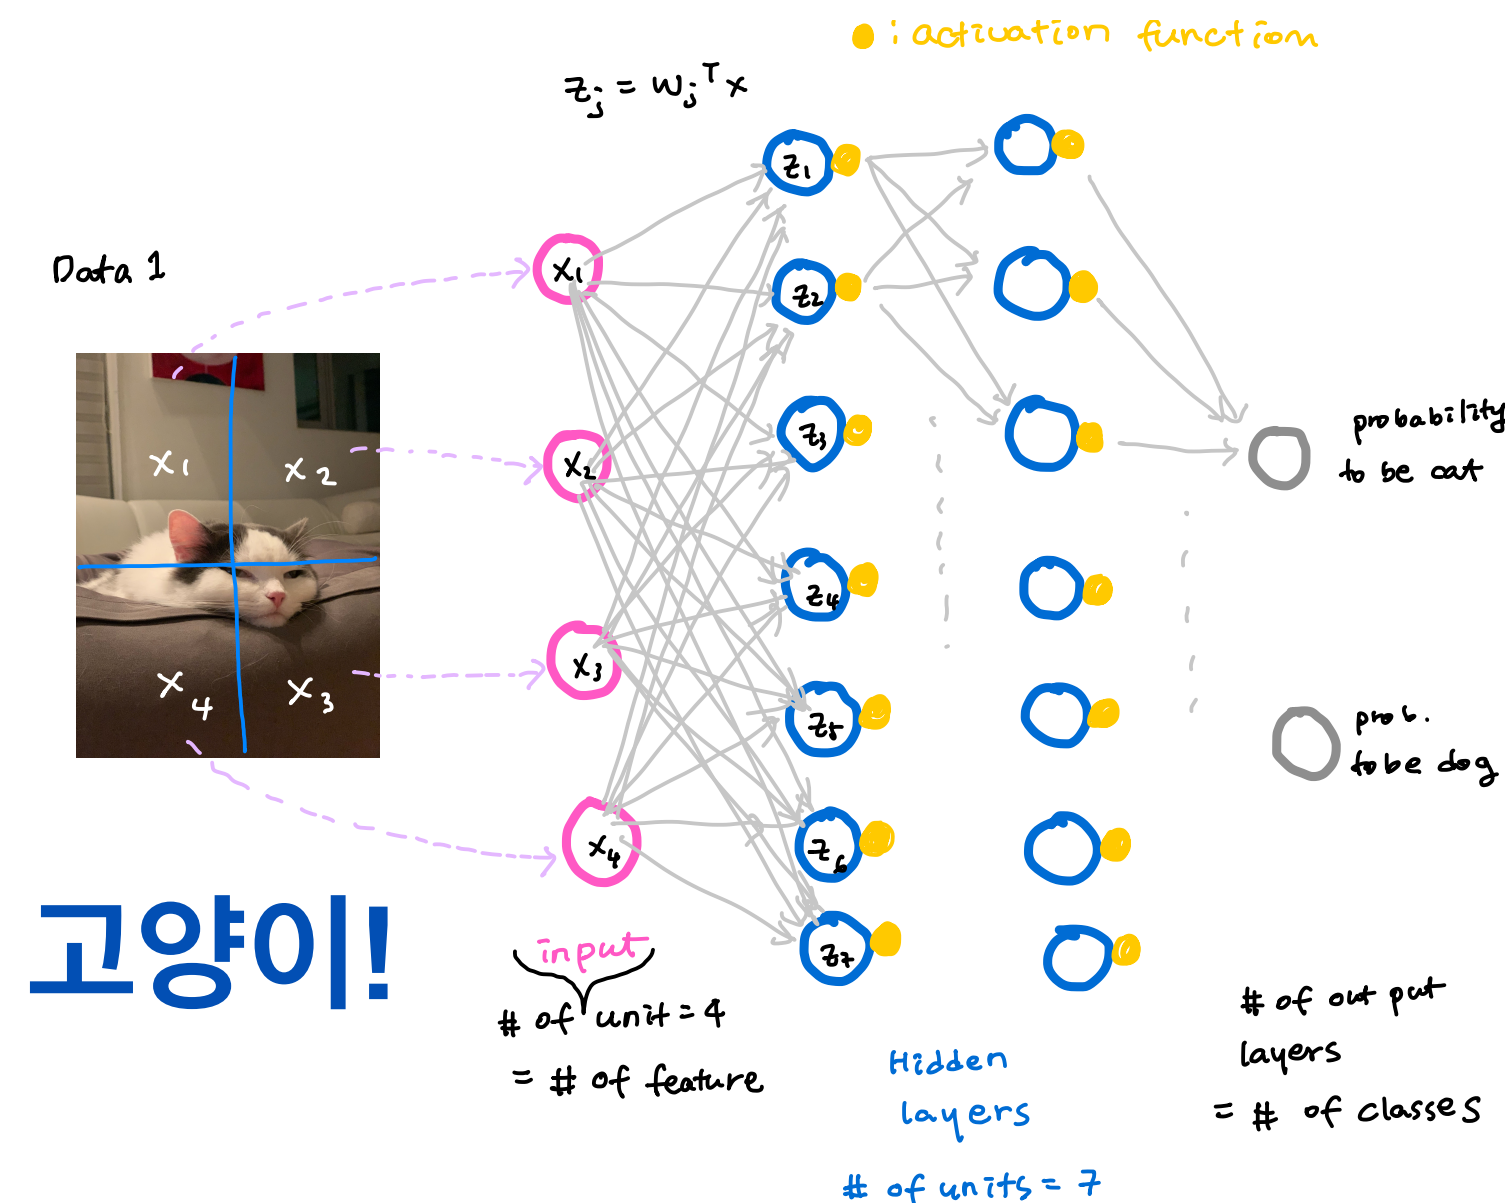 : activation function
zⱼ = wⱼᵀx
Data 1
x₁
x₂
x₄
x₃
고양이!
x₁
x₂
x₃
x₄
z₁
z₂
z₃
z₄
z₅
z₆
z₇
input
# of unit = 4
= # of feature
Hidden
layers
# of units = 7
probability
to be cat
prob.
to be dog
# of out put
layers
= # of classes